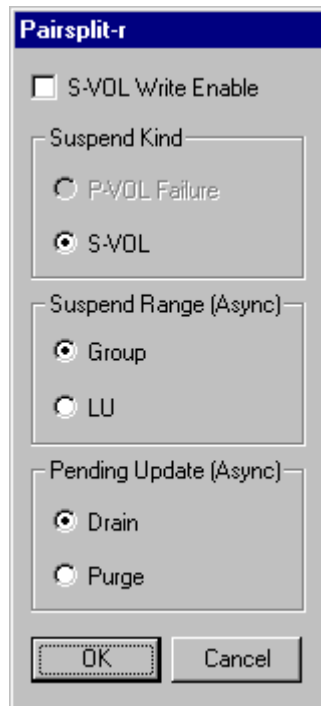 Pairsplit-r
S-VOL Write Enable
Suspend Kind
P-VOL Failure
S-VOL
Suspend Range (Async)
Group
LU
Pending Update (Async)
Drain
Purge
OK Cancel